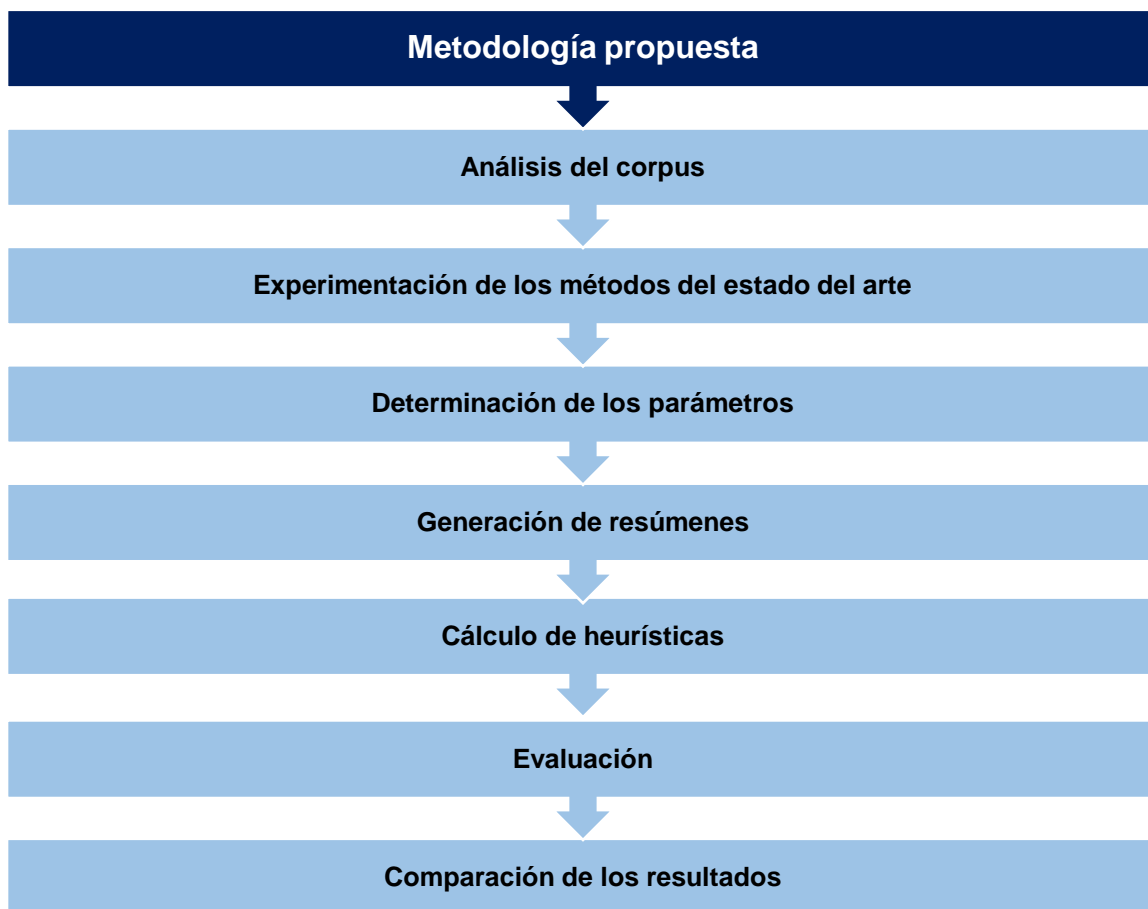 Metodología propuesta
Análisis del corpus
Experimentación de los métodos del estado del arte
Determinación de los parámetros
Generación de resúmenes
Cálculo de heurísticas
Evaluación
Comparación de los resultados